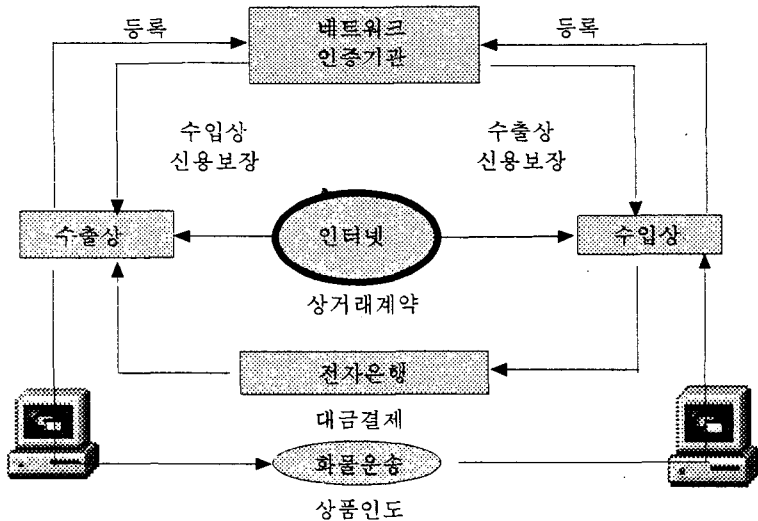 등록
네트워크
등록
인증기관
수입상
신용보장
수출상
신용보장
수출상
인터넷
수입상
상거래계약
전자은행
대금결제
화물운송
상품인도